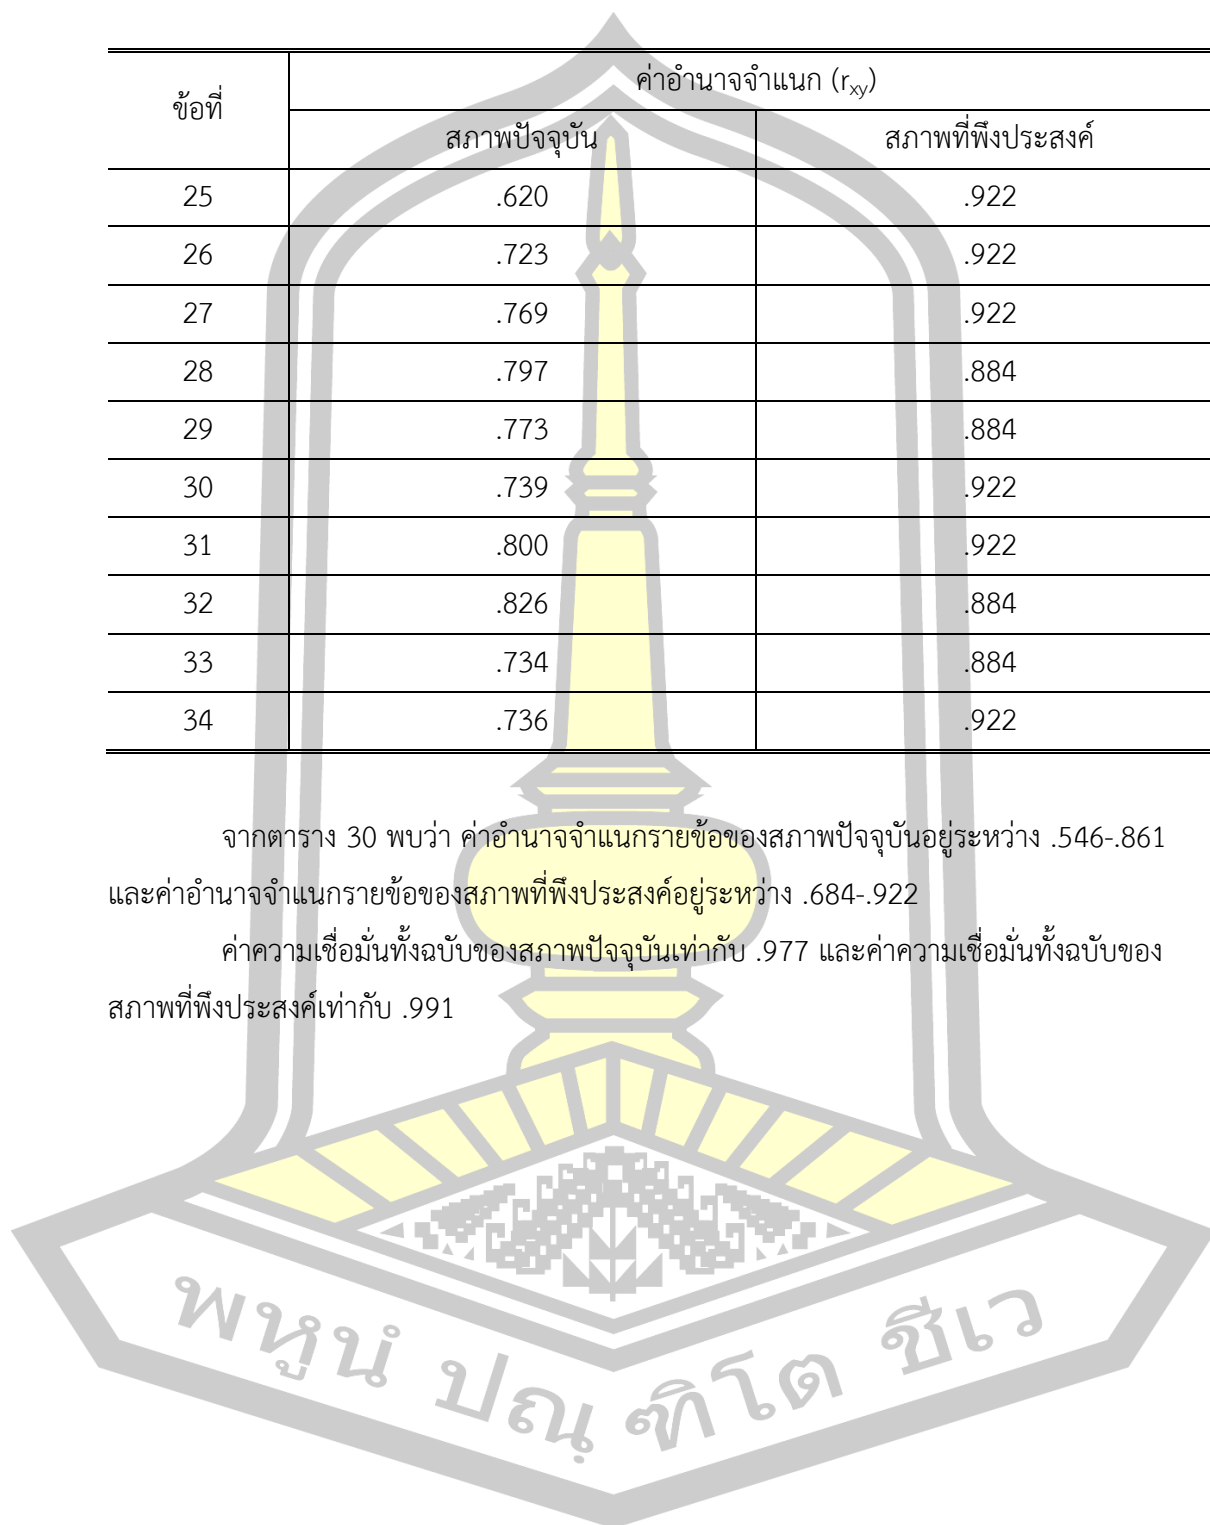 ข้อที่ ค่าอำนาจจำแนก (rxy)
สภาพปัจจุบัน สภาพที่พึงประสงค์
25 .620 .922
26 .723 .922
27 .769 .922
28 .797 .884
29 .773 .884
30 .739 .922
31 .800 .922
32 .826 .884
33 .734 .884
34 .736 .922
จากตาราง 30 พบว่า ค่าอำนาจจำแนกรายข้อของสภาพปัจจุบันอยู่ระหว่าง .546-.861
และค่าอำนาจจำแนกรายข้อของสภาพที่พึงประสงค์อยู่ระหว่าง .684-.922
ค่าความเชื่อมั่นทั้งฉบับของสภาพปัจจุบันเท่ากับ .977 และค่าความเชื่อมั่นทั้งฉบับของ
สภาพที่พึงประสงค์เท่ากับ .991
พหูนํ ปณฺ ฑิโต ชีเว